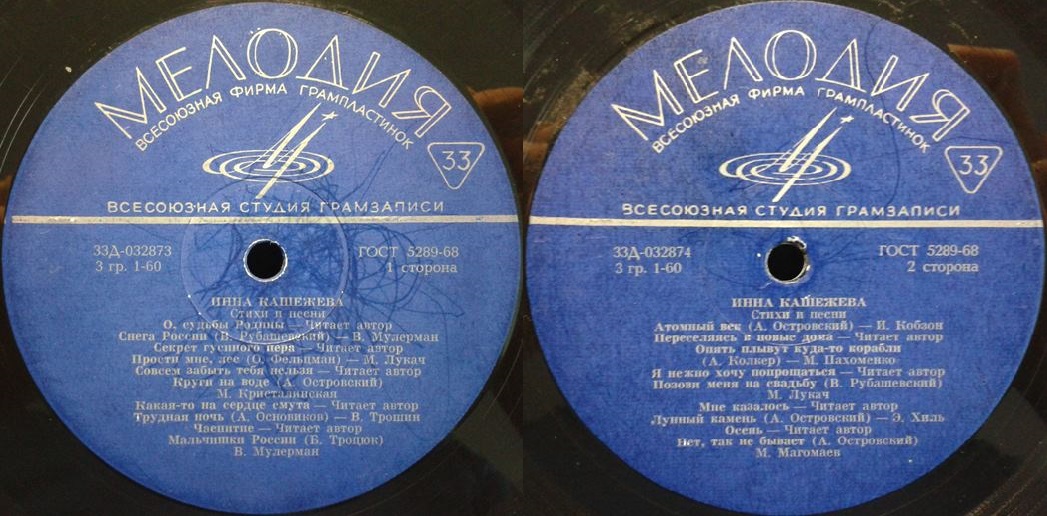 МЕЛОДИЯ
ВСЕСОЮЗНАЯ ФИРМА ГРАМПЛАСТИНОК
33
ВСЕСОЮЗНАЯ СТУДИЯ ГРАМЗАПИСИ
33Д-032873 ГОСТ 5289-68
3 гр. 1-60 1 сторона
ИННА КАШЕЖЕВА
Стихи и песни
О, судьбы Родины — Читает автор
Снега России (В. Рубашевский) — В. Мулерман
Секрет гусиного пера — Читает автор
Прости мне, лес (О. Фельцман) — М. Лукач
Совсем забыть тебя нельзя — Читает автор
Круги на воде (А. Островский)
М. Кристалинская
Какая-то на сердце смута — Читает автор
Трудная ночь (А. Основиков) — В. Трошин
Чаепитие — Читает автор
Мальчишки России (Б. Троцюк)
В. Мулерман
МЕЛОДИЯ
ВСЕСОЮЗНАЯ ФИРМА ГРАМПЛАСТИНОК
33
ВСЕСОЮЗНАЯ СТУДИЯ ГРАМЗАПИСИ
33Д-032874 ГОСТ 5289-68
3 гр. 1-60 2 сторона
ИННА КАШЕЖЕВА
Стихи и песни
Атомный век (А. Островский) — И. Кобзон
Переселяясь в новые дома — Читает автор
Опять плывут куда-то корабли
(А. Колкер) — М. Пахоменко
Я нежно хочу попрощаться — Читает автор
Позови меня на свадьбу (В. Рубашевский)
М. Лукач
Мне казалось — Читает автор
Лунный камень (А. Островский) — Э. Хиль
Осень — Читает автор
Нет, так не бывает (А. Островский)
М. Магомаев